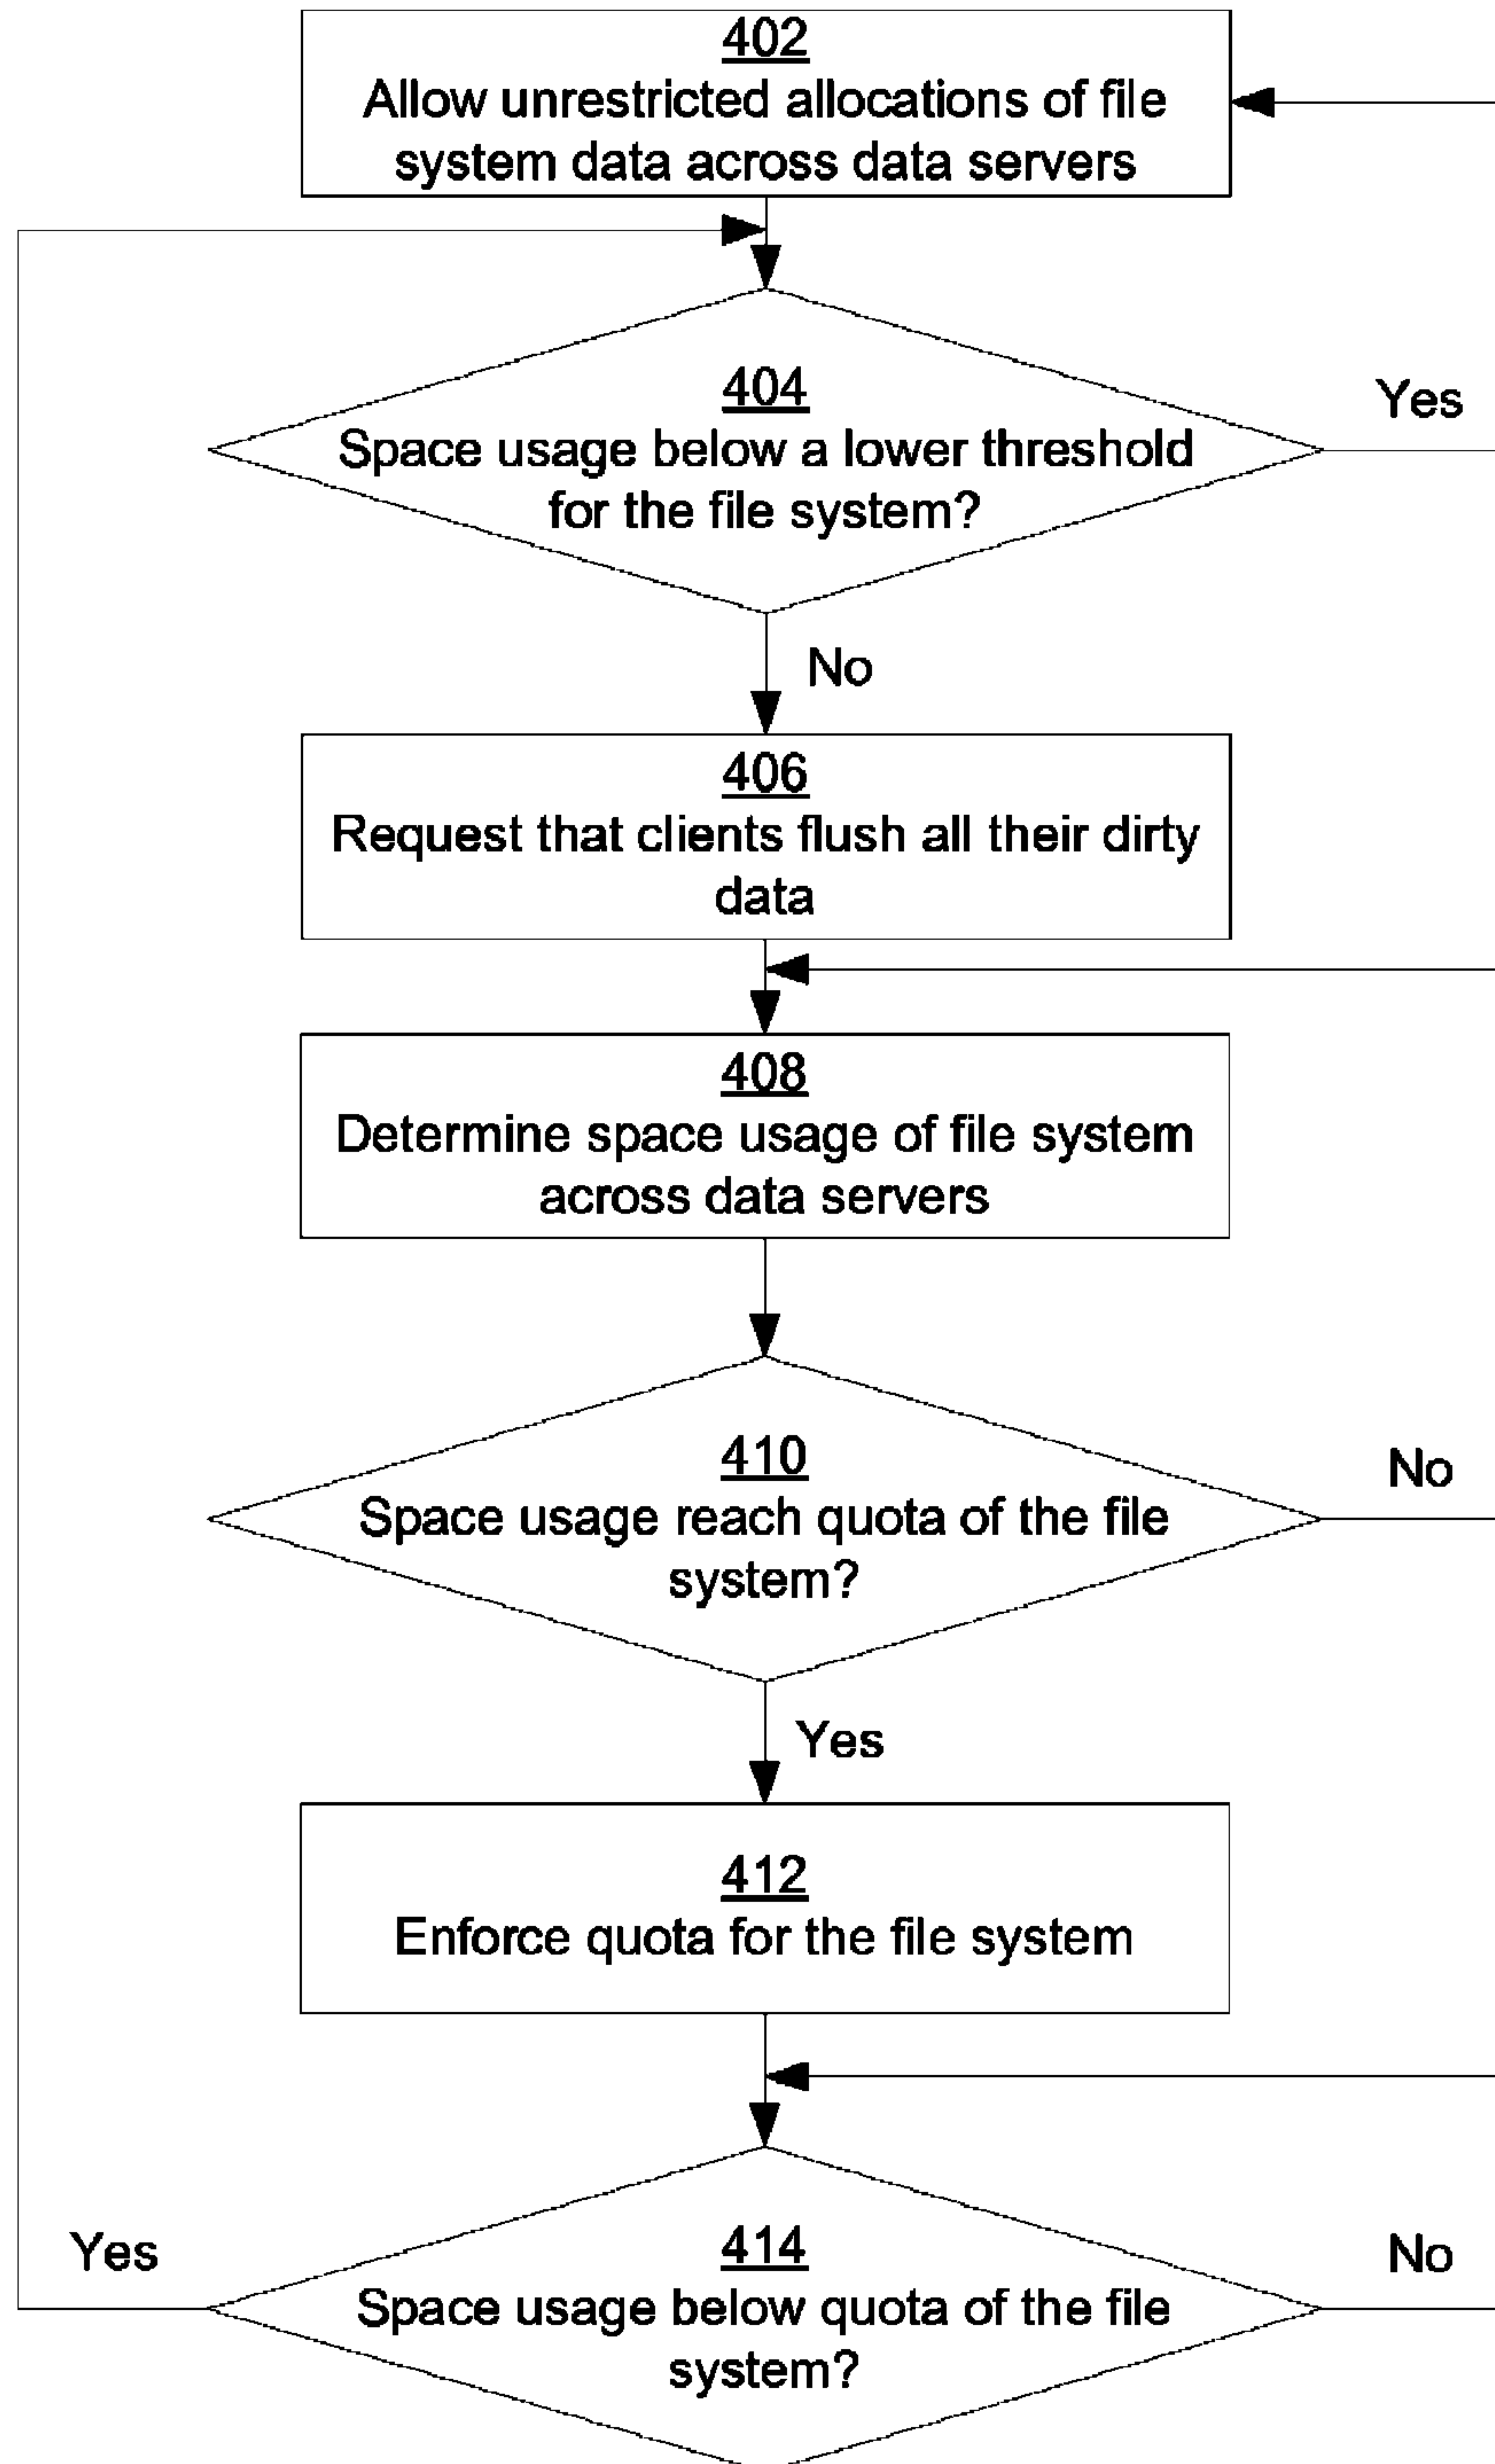 402
Allow unrestricted allocations of file
system data across data servers
404
Space usage below a lower threshold
for the file system?
Yes
No
406
Request that clients flush all their dirty
data
408
Determine space usage of file system
across data servers
410
Space usage reach quota of the file
system?
No
Yes
412
Enforce quota for the file system
Yes
414
Space usage below quota of the file
system?
No